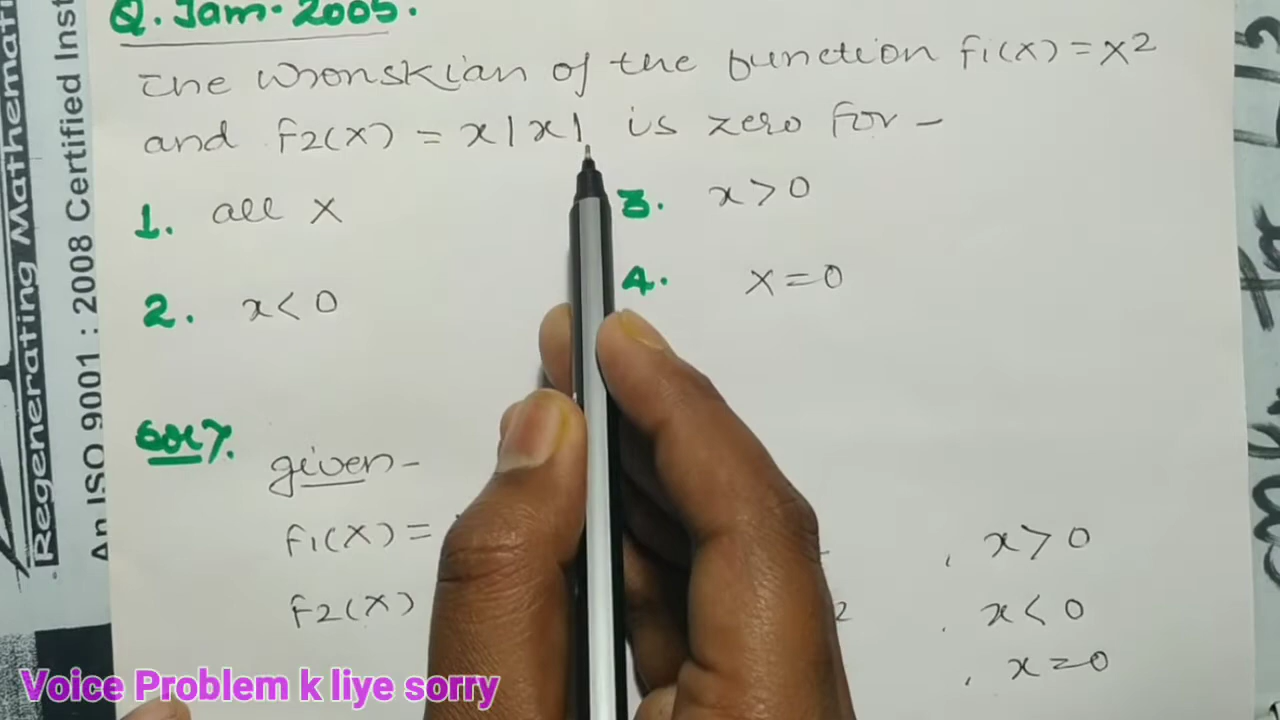 Q. Jam-2005.
The Wronskian of the function f1(x) = x2
and f2(x) = x|x| is zero for -
1. all x
3. x > 0
2. x < 0
4. x = 0
Sol?.
given -
f1(x) =
, x > 0
f2(x)
2 , x < 0
, x = 0
Voice Problem k liye sorry
Regenerating Mathemati
An ISO 9001 : 2008 Certified Inst